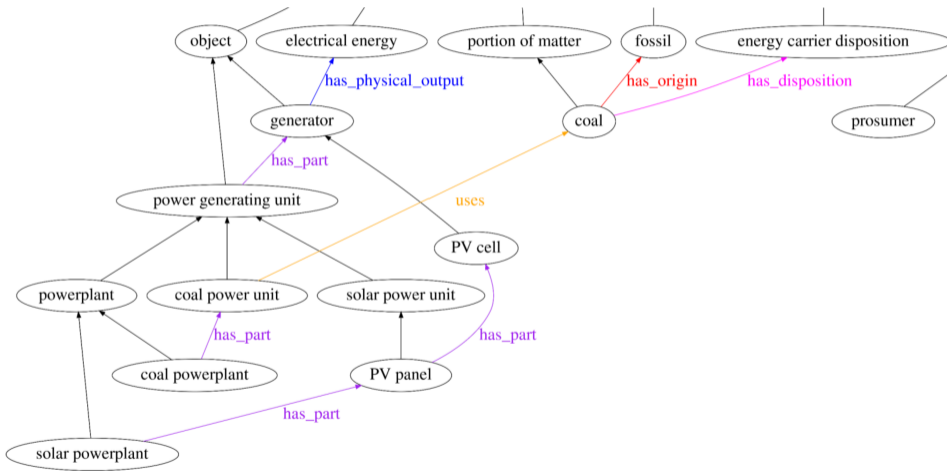 object
electrical energy
portion of matter
fossil
energy carrier disposition
has_physical_output
has_origin
has_disposition
generator
coal
prosumer
has_part
power generating unit
uses
PV cell
powerplant
coal power unit
solar power unit
has_part
has_part
coal powerplant
PV panel
has_part
solar powerplant